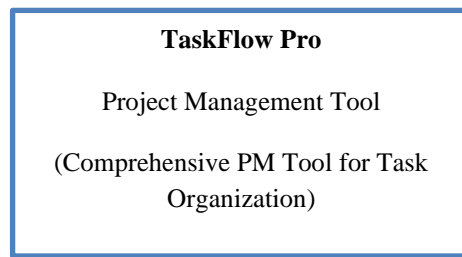 TaskFlow Pro
Project Management Tool
(Comprehensive PM Tool for Task
Organization)